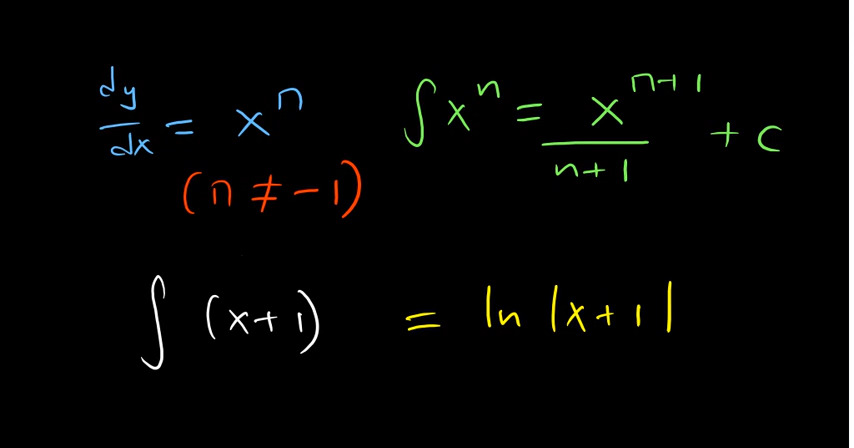 dy/dx = x^n    ∫x^n = x^(n+1)/(n+1) + c
(n ≠ -1)
∫ (x+1) = ln |x+1|